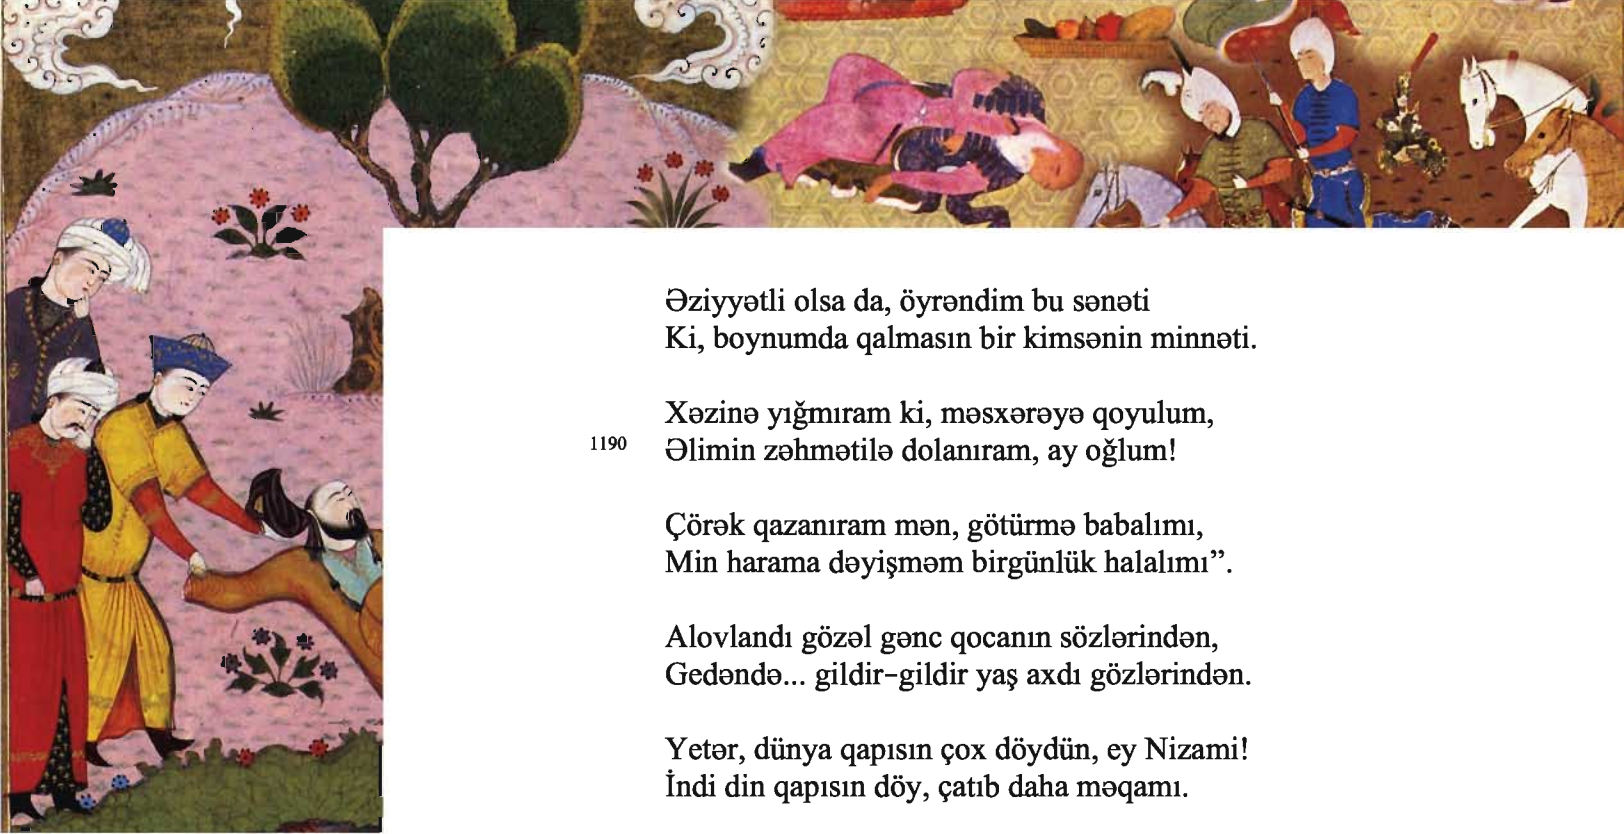 Əziyyətli olsa da, öyrəndim bu sənəti
Ki, boynumda qalmasın bir kimsənin minnəti.
Xəzinə yığmıram ki, məsxərəyə qoyulum,
1190 Əlimin zəhmətilə dolanıram, ay oğlum!
Çörək qazanıram mən, götürmə babalımı,
Min harama dəyişməm birgünlük halalımı”.
Alovlandı gözəl gənc qocanın sözlərindən,
Gedəndə... gildir-gildir yaş axdı gözlərindən.
Yetər, dünya qapısın çox döydün, ey Nizami!
İndi din qapısın döy, çatıb daha məqamı.